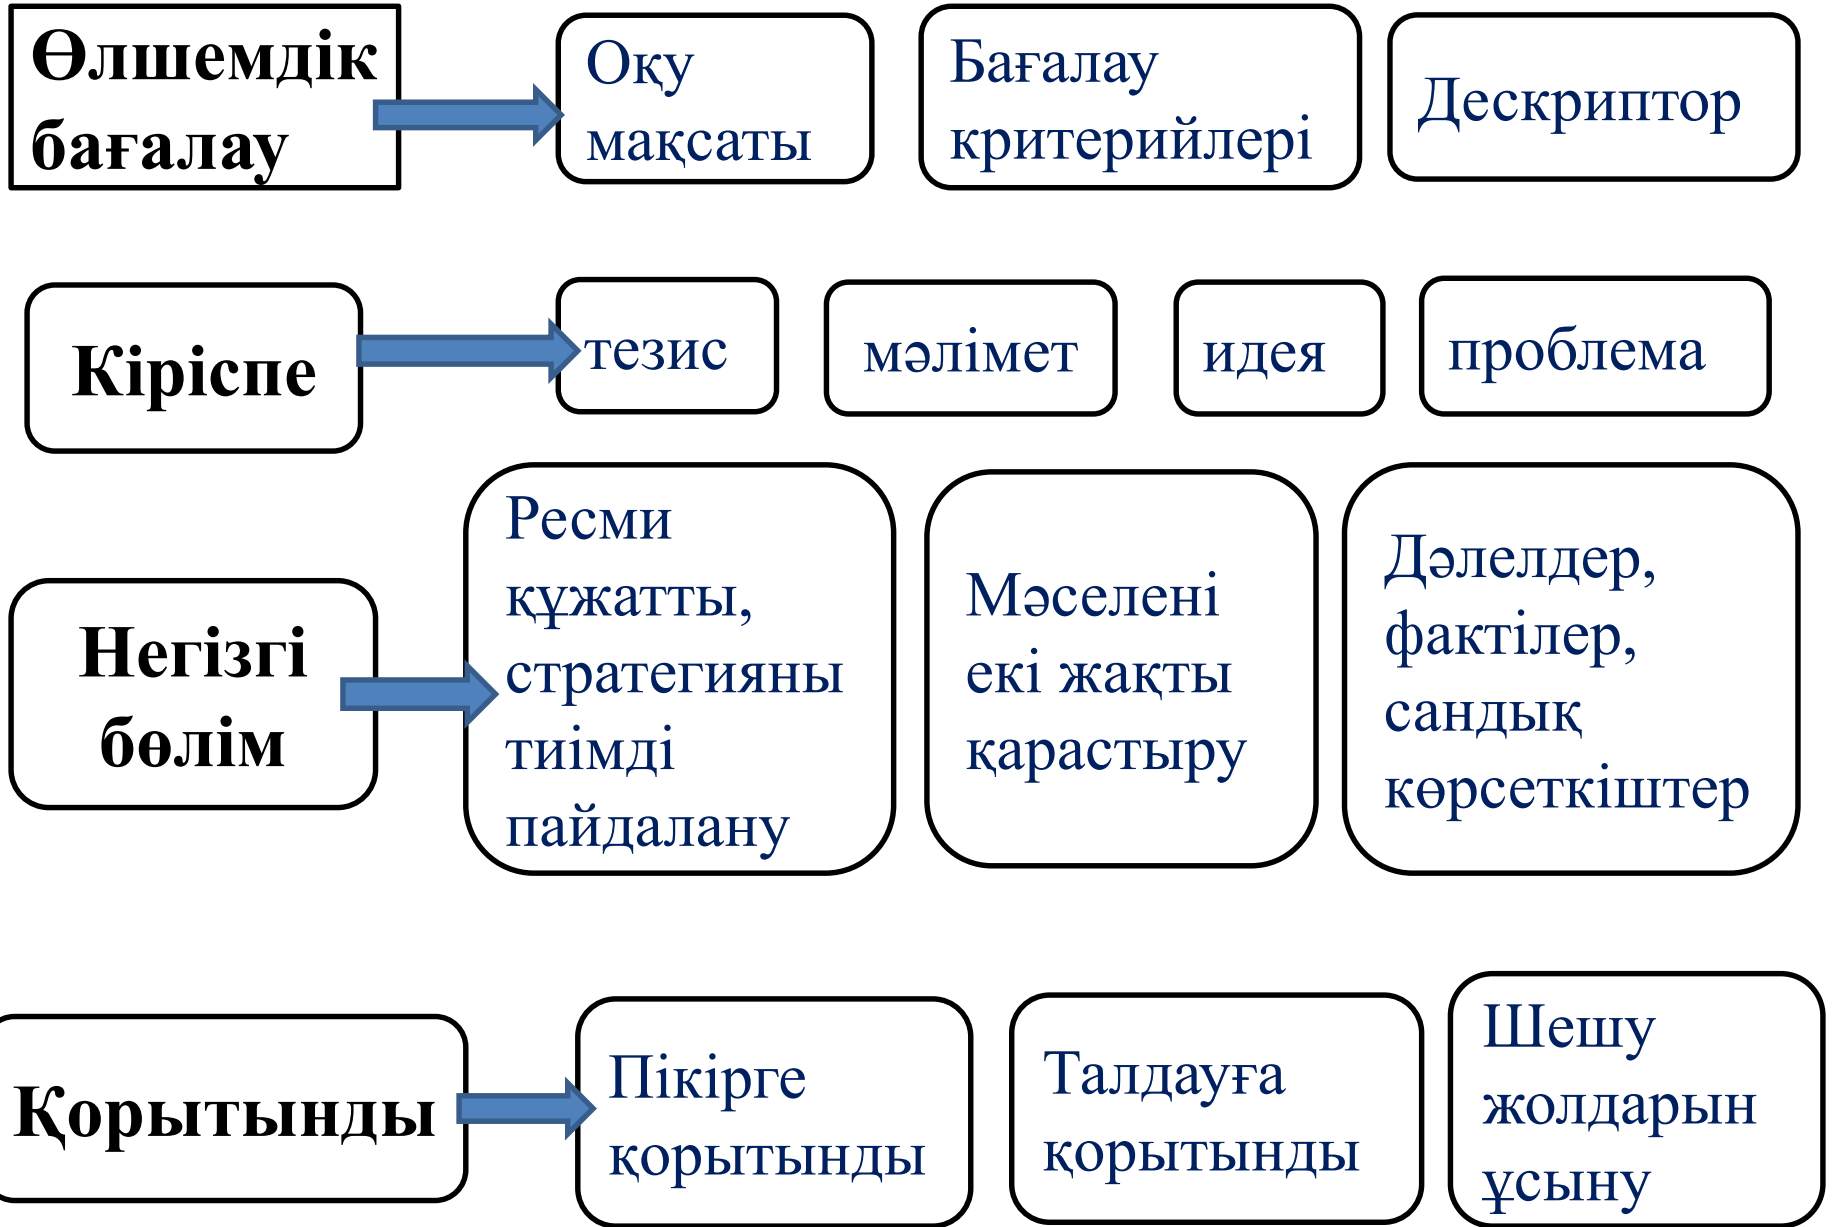 Өлшемдік
бағалау
Оқу
мақсаты
Бағалау
критерийлері
Дескриптор
Кіріспе
тезис
мәлімет
идея
проблема
Негізгі
бөлім
Ресми
құжатты,
стратегияны
тиімді
пайдалану
Мәселені
екі жақты
қарастыру
Дәлелдер,
фактілер,
сандық
көрсеткіштер
Қорытынды
Пікірге
қорытынды
Талдауға
қорытынды
Шешу
жолдарын
ұсыну